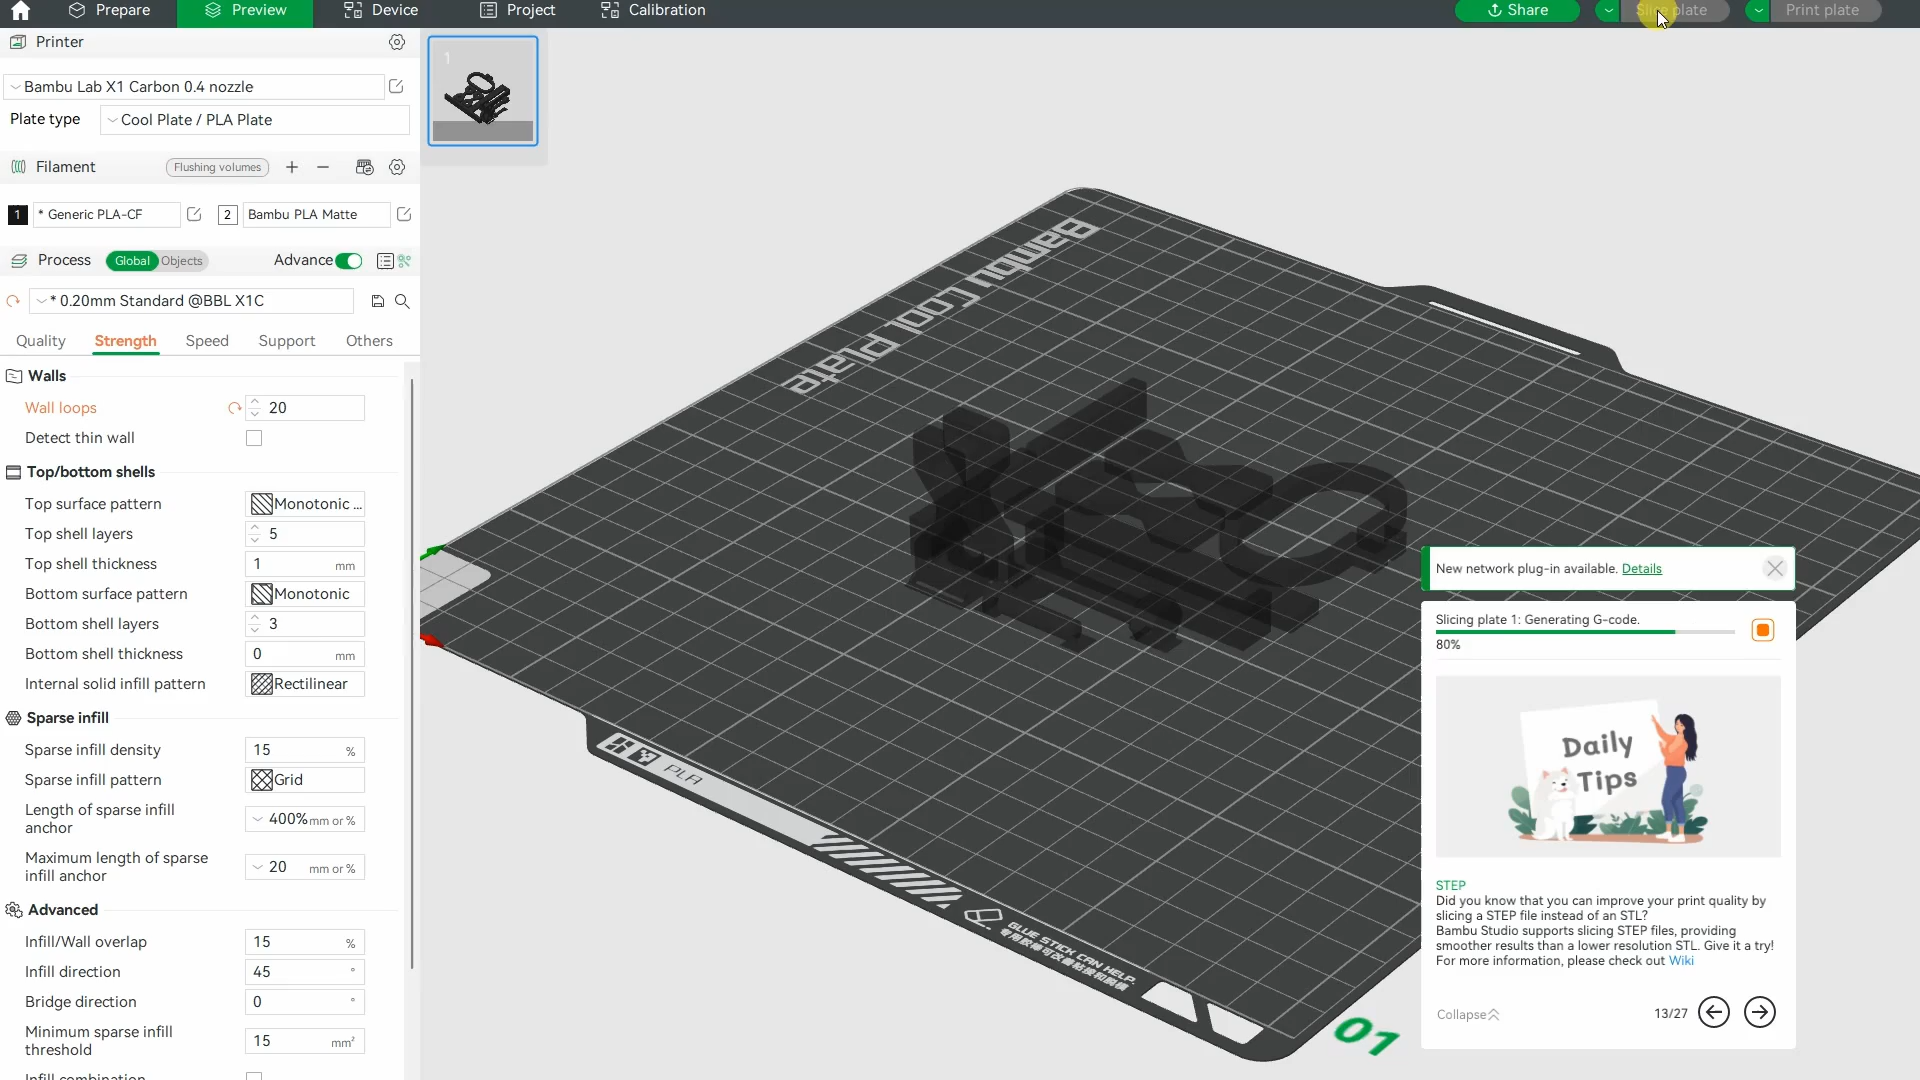 Prepare
Preview
Device
Project
Calibration
Share
Slice plate
Print plate
Printer
Bambu Lab X1 Carbon 0.4 nozzle
Plate type
Cool Plate / PLA Plate
Filament
Flushing volumes
1
* Generic PLA-CF
2
Bambu PLA Matte
Process
Global
Objects
Advance
* 0.20mm Standard @BBL X1C
Quality
Strength
Speed
Support
Others
Walls
Wall loops
20
Detect thin wall
Top/bottom shells
Top surface pattern
Monotonic ...
Top shell layers
5
Top shell thickness
1 mm
Bottom surface pattern
Monotonic
Bottom shell layers
3
Bottom shell thickness
0 mm
Internal solid infill pattern
Rectilinear
Sparse infill
Sparse infill density
15 %
Sparse infill pattern
Grid
Length of sparse infill
anchor
400% mm or %
Maximum length of sparse
infill anchor
20 mm or %
Advanced
Infill/Wall overlap
15 %
Infill direction
45 °
Bridge direction
0 °
Minimum sparse infill
threshold
15 mm²
Infill combination
1
Bambu Cool Plate
PLA
GLUE STICK CAN HELP.
01
New network plug-in available. Details
Slicing plate 1: Generating G-code.
80%
Daily
Tips
STEP
Did you know that you can improve your print quality by
slicing a STEP file instead of an STL?
Bambu Studio supports slicing STEP files, providing
smoother results than a lower resolution STL. Give it a try!
For more information, please check out Wiki
Collapse
13/27